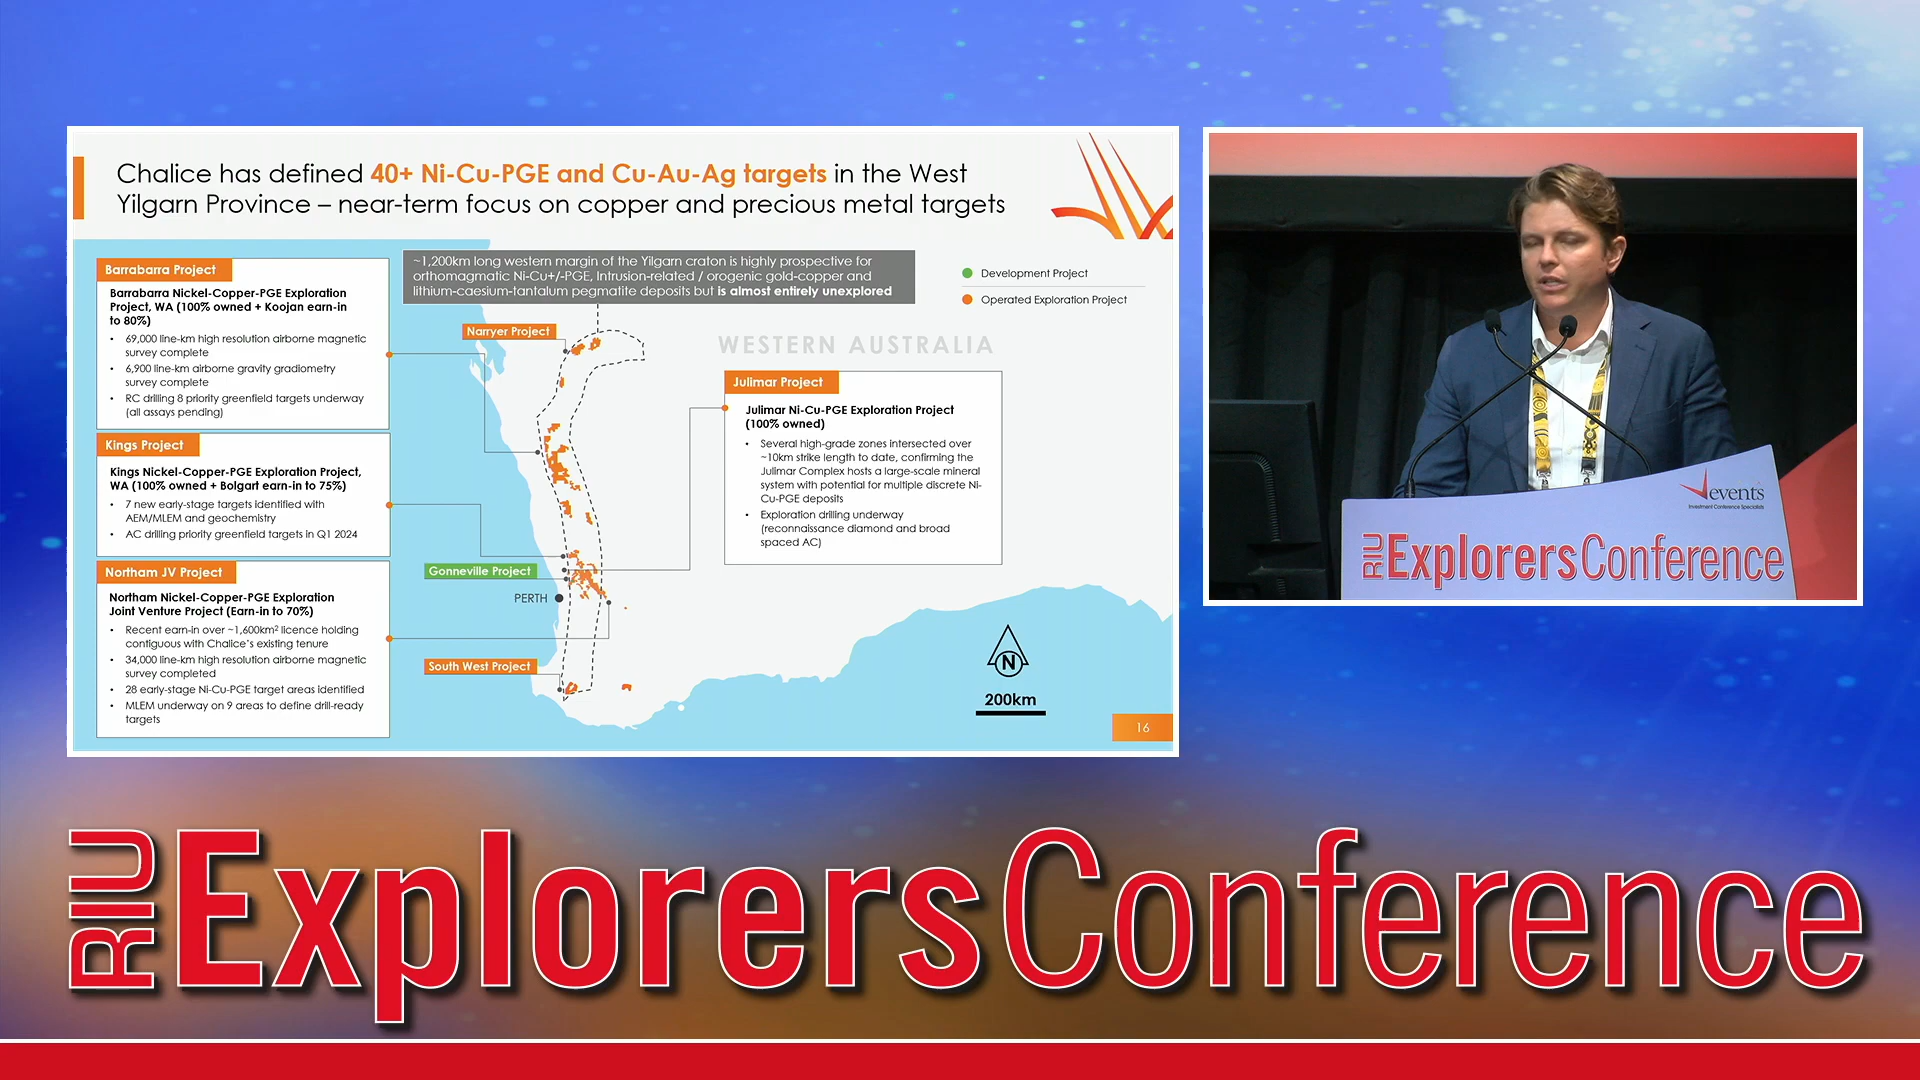 Chalice has defined 40+ Ni-Cu-PGE and Cu-Au-Ag targets in the West
Yilgarn Province – near-term focus on copper and precious metal targets
~1,200km long western margin of the Yilgarn craton is highly prospective for
orthomagmatic Ni-Cu+/-PGE, Intrusion-related / orogenic gold-copper and
lithium-caesium-tantalum pegmatite deposits but is almost entirely unexplored
Development Project
Operated Exploration Project
Barrabarra Project
Barrabarra Nickel-Copper-PGE Exploration
Project, WA (100% owned + Koojan earn-in
to 80%)
• 69,000 line-km high resolution airborne magnetic
survey complete
• 6,900 line-km airborne gravity gradiometry
survey complete
• RC drilling 8 priority greenfield targets underway
(all assays pending)
Kings Project
Kings Nickel-Copper-PGE Exploration Project,
WA (100% owned + Bolgart earn-in to 75%)
• 7 new early-stage targets identified with
AEM/MLEM and geochemistry
• AC drilling priority greenfield targets in Q1 2024
Northam JV Project
Northam Nickel-Copper-PGE Exploration
Joint Venture Project (Earn-in to 70%)
• Recent earn-in over ~1,600km² licence holding
contiguous with Chalice's existing tenure
• 34,000 line-km high resolution airborne magnetic
survey completed
• 28 early-stage Ni-Cu-PGE target areas identified
• MLEM underway on 9 areas to define drill-ready
targets
Narryer Project
WESTERN AUSTRALIA
Julimar Project
Julimar Ni-Cu-PGE Exploration Project
(100% owned)
• Several high-grade zones intersected over
~10km strike length to date, confirming the
Julimar Complex hosts a large-scale mineral
system with potential for multiple discrete Ni-
Cu-PGE deposits
• Exploration drilling underway
(reconnaissance diamond and broad
spaced AC)
Gonneville Project
PERTH
South West Project
N
200km
16
events
Investment Conference Specialists
RIU ExplorersConference
RIU ExplorersConference